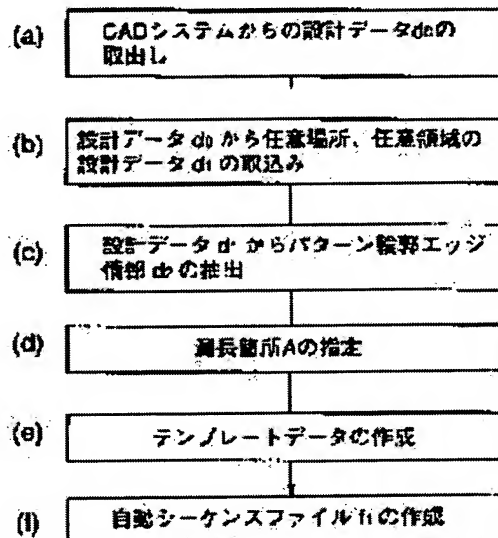 (a) CADシステムからの設計データd0の
取出し
(b) 設計データd0から任意場所、任意領域の
設計データd1の取込み
(c) 設計データd1からパターン輪郭エッジ
情報d2の抽出
(d) 測長箇所Aの指定
(e) テンプレートデータの作成
(f) 自動シーケンスファイルf1の作成